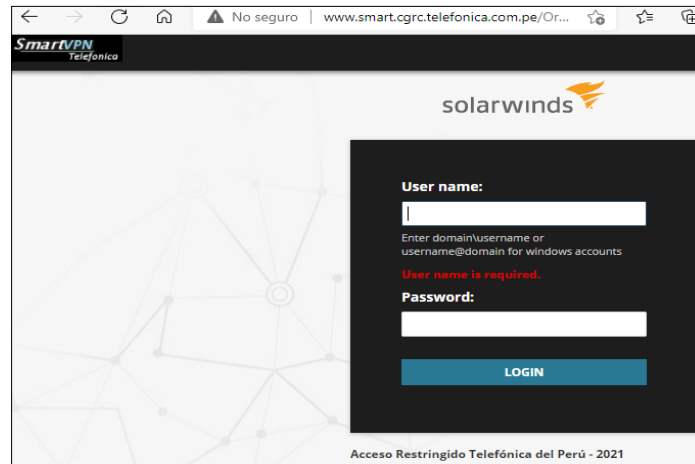 No seguro | www.smart.cgrc.telefonica.com.pe/Or...
SmartVPN
Telefonica
solarwinds
User name:
Enter domain\username or
username@domain for windows accounts
User name is required.
Password:
LOGIN
Acceso Restringido Telefónica del Perú - 2021